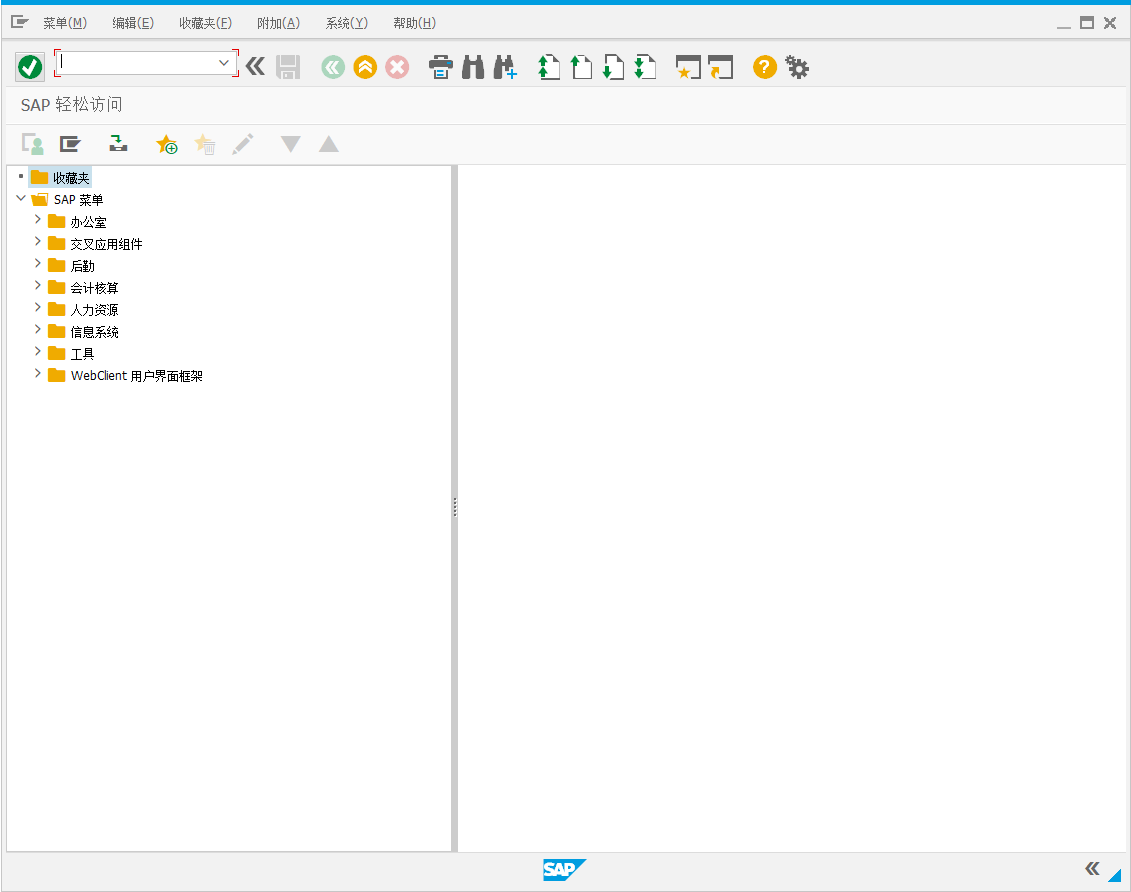 菜单(M) 编辑(E) 收藏夹(F) 附加(A) 系统(Y) 帮助(H)
SAP 轻松访问
收藏夹
SAP 菜单
办公室
交叉应用组件
后勤
会计核算
人力资源
信息系统
工具
WebClient 用户界面框架
SAP